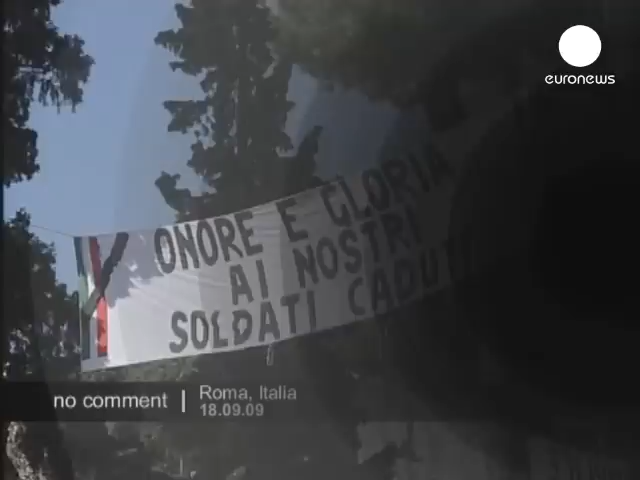 euronews
ONORE E GLORIA
AI NOSTRI
SOLDATI CADUTI
no comment | Roma, Italia
18.09.09